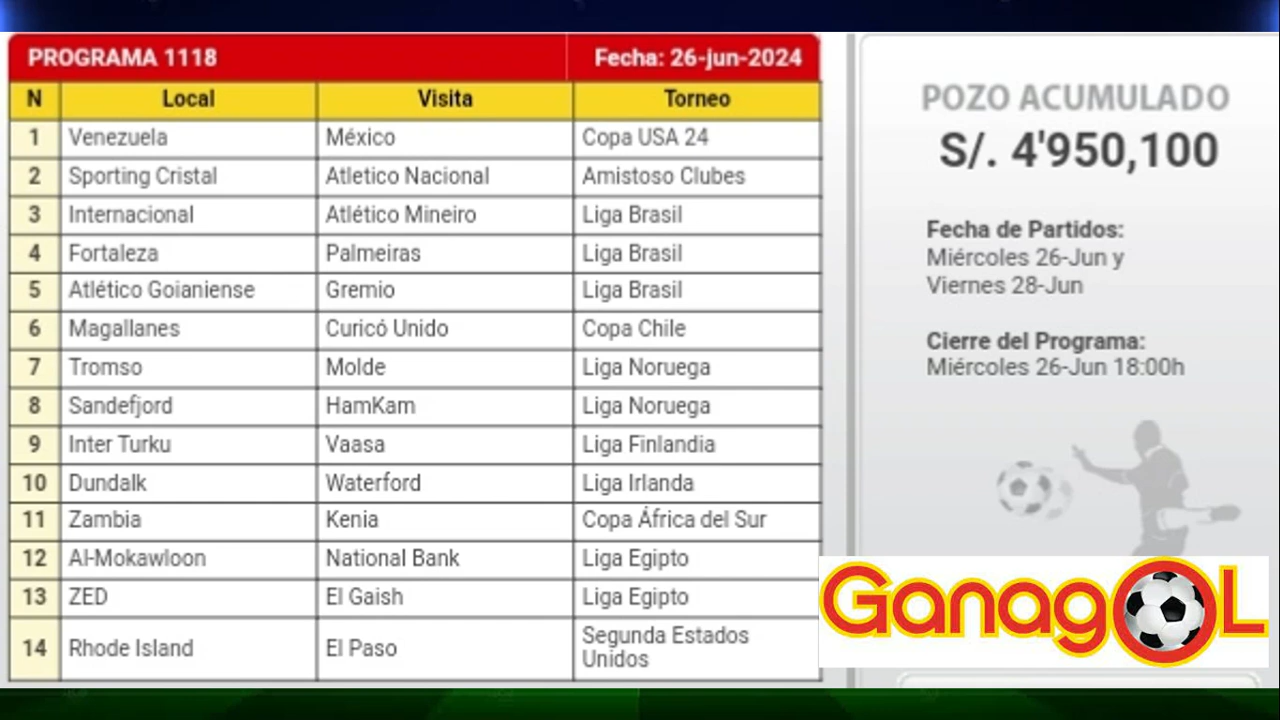 PROGRAMA 1118 Fecha: 26-jun-2024
N Local Visita Torneo
1 Venezuela México Copa USA 24
2 Sporting Cristal Atletico Nacional Amistoso Clubes
3 Internacional Atlético Mineiro Liga Brasil
4 Fortaleza Palmeiras Liga Brasil
5 Atlético Goianiense Gremio Liga Brasil
6 Magallanes Curicó Unido Copa Chile
7 Tromso Molde Liga Noruega
8 Sandefjord HamKam Liga Noruega
9 Inter Turku Vaasa Liga Finlandia
10 Dundalk Waterford Liga Irlanda
11 Zambia Kenia Copa África del Sur
12 Al-Mokawloon National Bank Liga Egipto
13 ZED El Gaish Liga Egipto
14 Rhode Island El Paso Segunda Estados
Unidos
POZO ACUMULADO
S/. 4'950,100
Fecha de Partidos:
Miércoles 26-Jun y
Viernes 28-Jun
Cierre del Programa:
Miércoles 26-Jun 18:00h
GanagOL